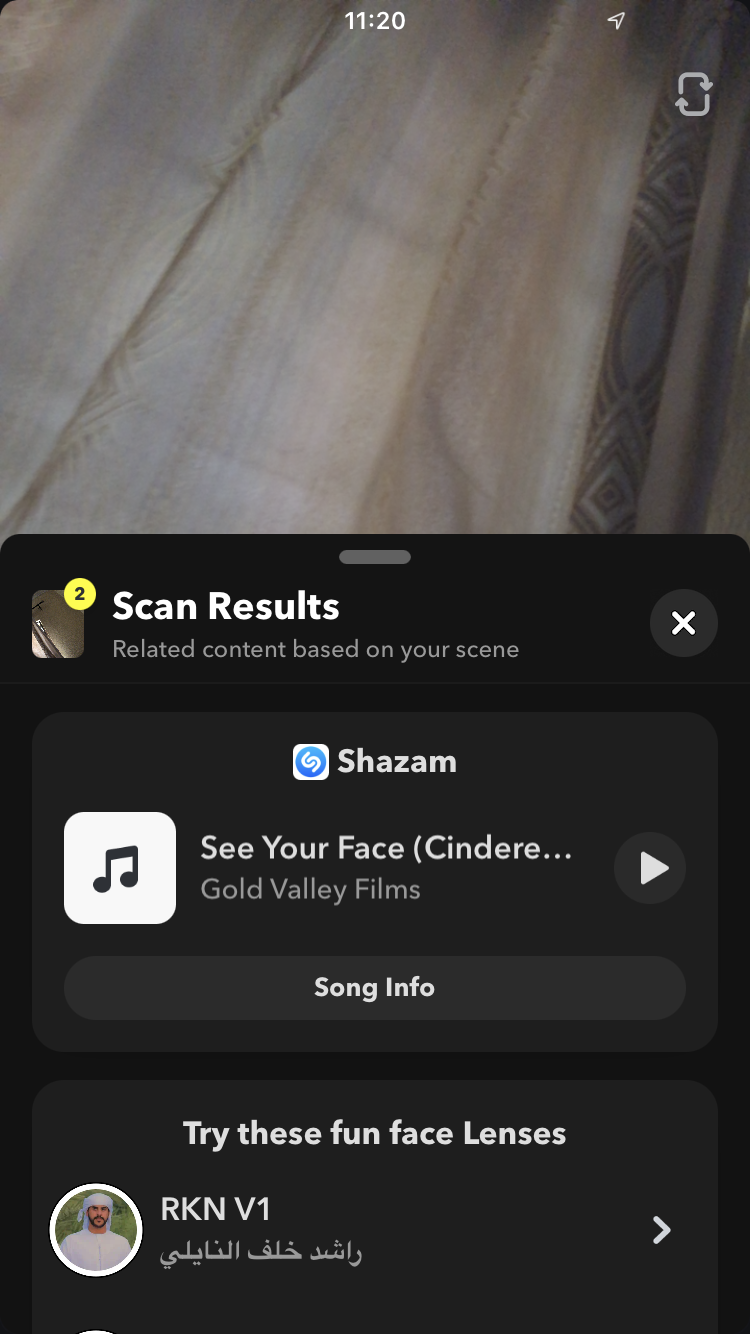 11:20
2
Scan Results
Related content based on your scene
Shazam
See Your Face (Cindere...
Gold Valley Films
Song Info
Try these fun face Lenses
RKN V1
راشد خلف النايلي